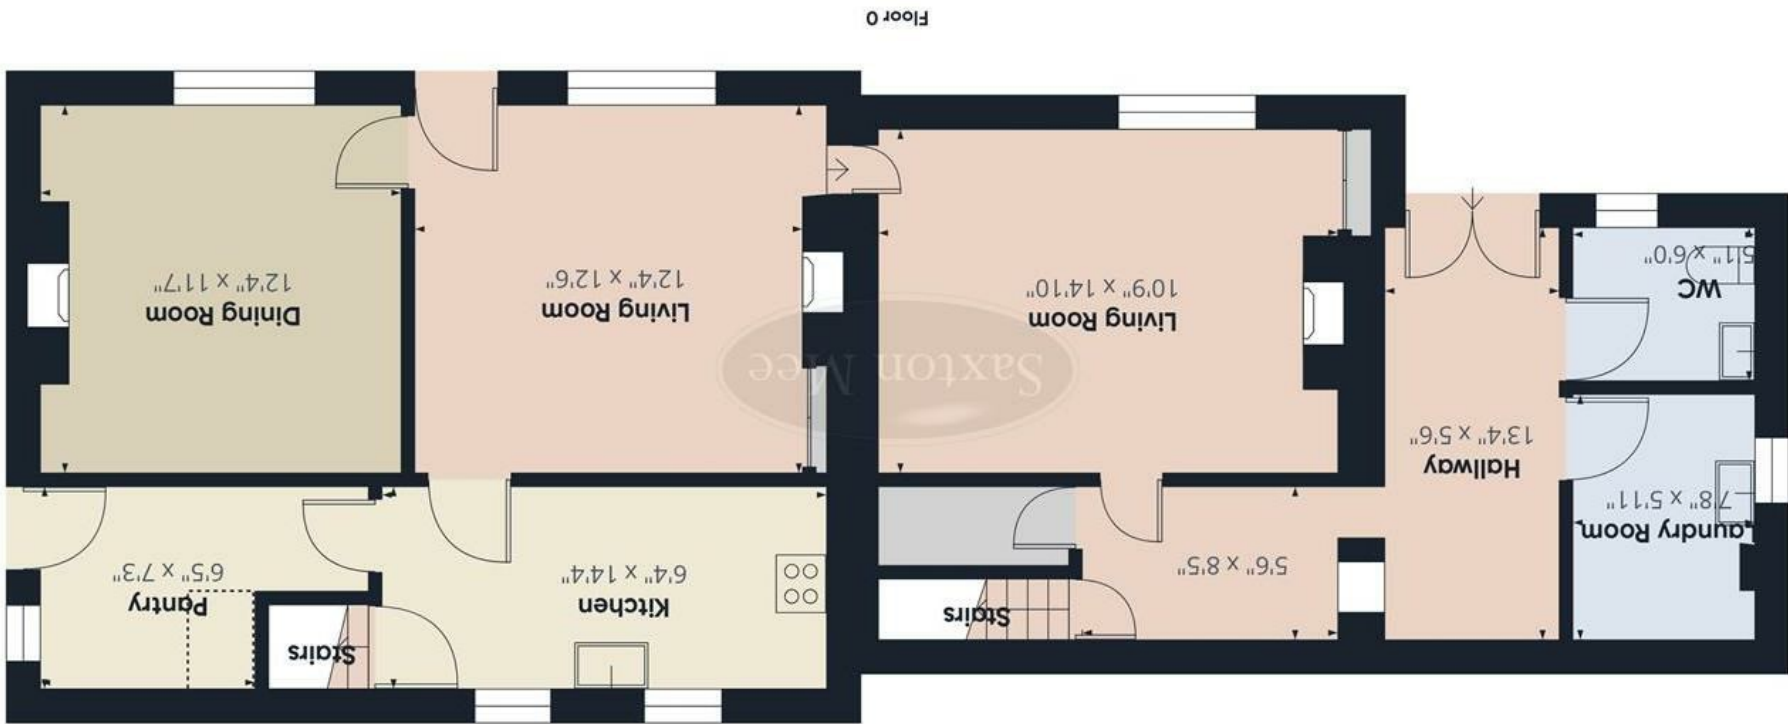 Laundry Room
7'8" x 5'11"
Hallway
13'4" x 5'6"
WC
5'1" x 6'0"
5'6" x 8'5"
Stairs
Living Room
10'9" x 14'10"
Kitchen
6'4" x 14'4"
Stairs
Pantry
6'5" x 7'3"
Living Room
12'4" x 12'6"
Dining Room
12'4" x 11'7"
Saxton Mee
Floor 0